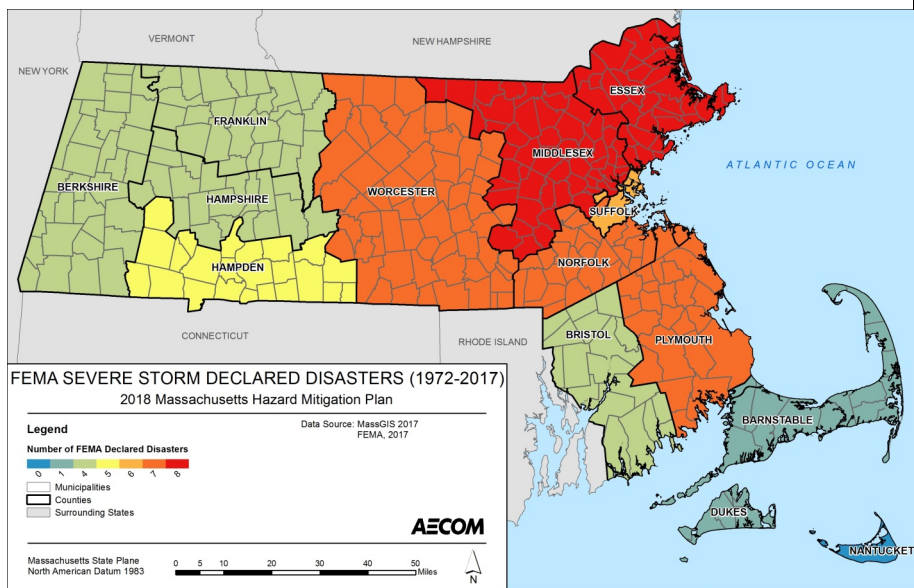 VERMONT
NEW HAMPSHIRE
NEW YORK
ESSEX
FRANKLIN
MIDDLESEX
ATLANTIC OCEAN
BERKSHIRE
WORCESTER
HAMPSHIRE
SUFFOLK
NORFOLK
HAMPDEN
CONNECTICUT
RHODE ISLAND
BRISTOL
PLYMOUTH
BARNSTABLE
DUKES
NANTUCKET
FEMA SEVERE STORM DECLARED DISASTERS (1972-2017)
2018 Massachusetts Hazard Mitigation Plan
Legend
Data Source: MassGIS 2017
FEMA, 2017
Number of FEMA Declared Disasters
0 1 4 5 6 7 8
Municipalities
Counties
Surrounding States
AECOM
Massachusetts State Plane
North American Datum 1983
0 5 10 20 30 40 50
Miles
N